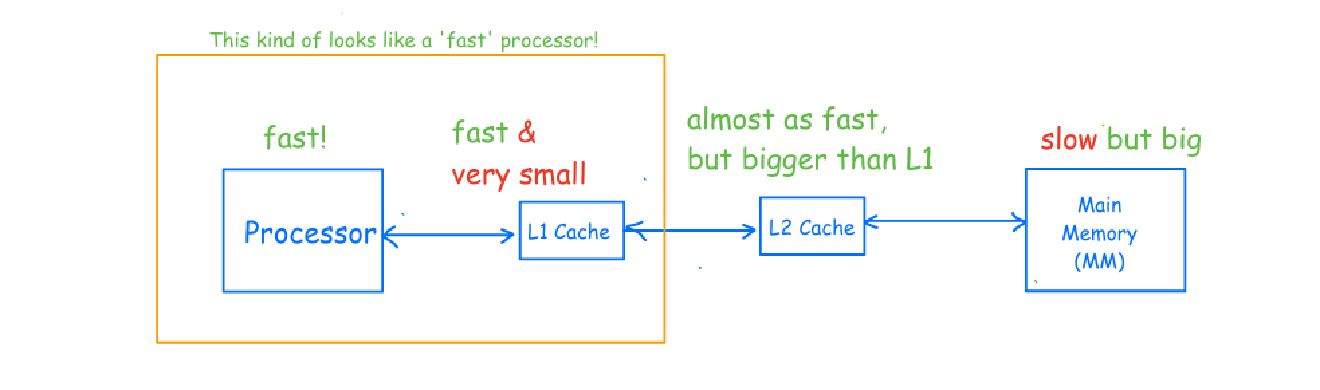 This kind of looks like a 'fast' processor!
fast!
fast &
very small
almost as fast,
but bigger than L1
slow but big
Processor
L1 Cache
L2 Cache
Main
Memory
(MM)